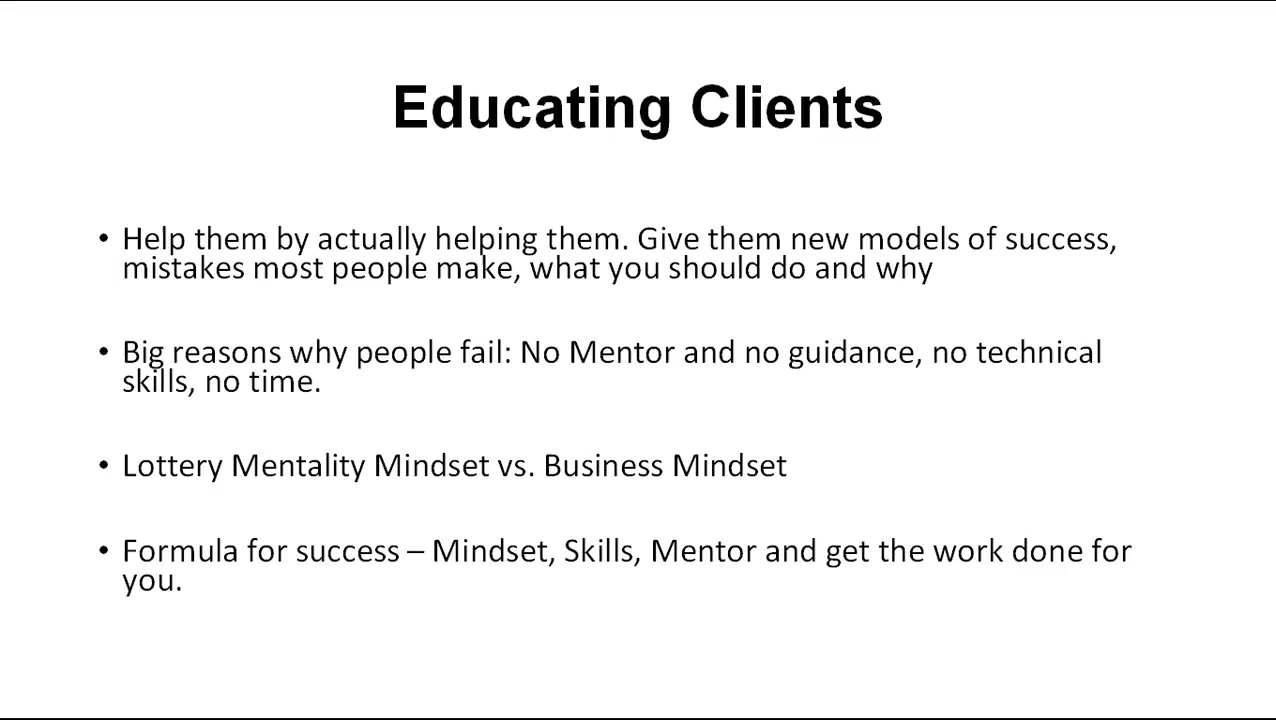 Educating Clients
• Help them by actually helping them. Give them new models of success,
mistakes most people make, what you should do and why
• Big reasons why people fail: No Mentor and no guidance, no technical
skills, no time.
• Lottery Mentality Mindset vs. Business Mindset
• Formula for success – Mindset, Skills, Mentor and get the work done for
you.